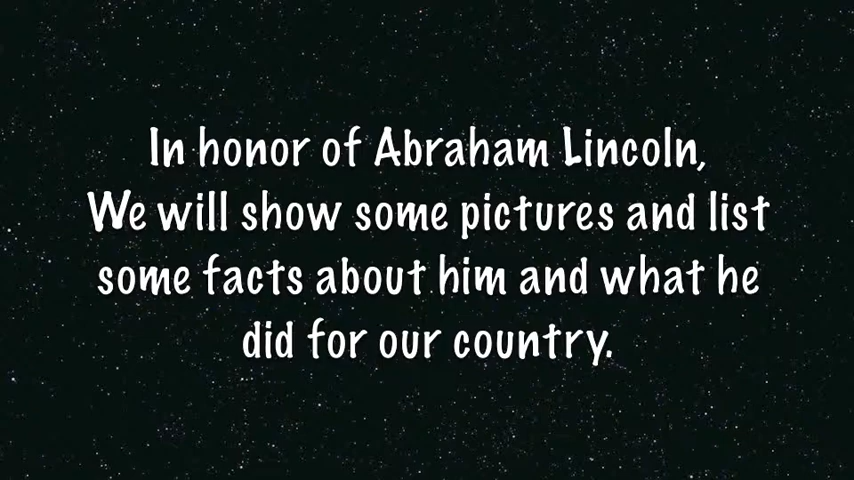 In honor of Abraham Lincoln,
We will show some pictures and list
some facts about him and what he
did for our country.